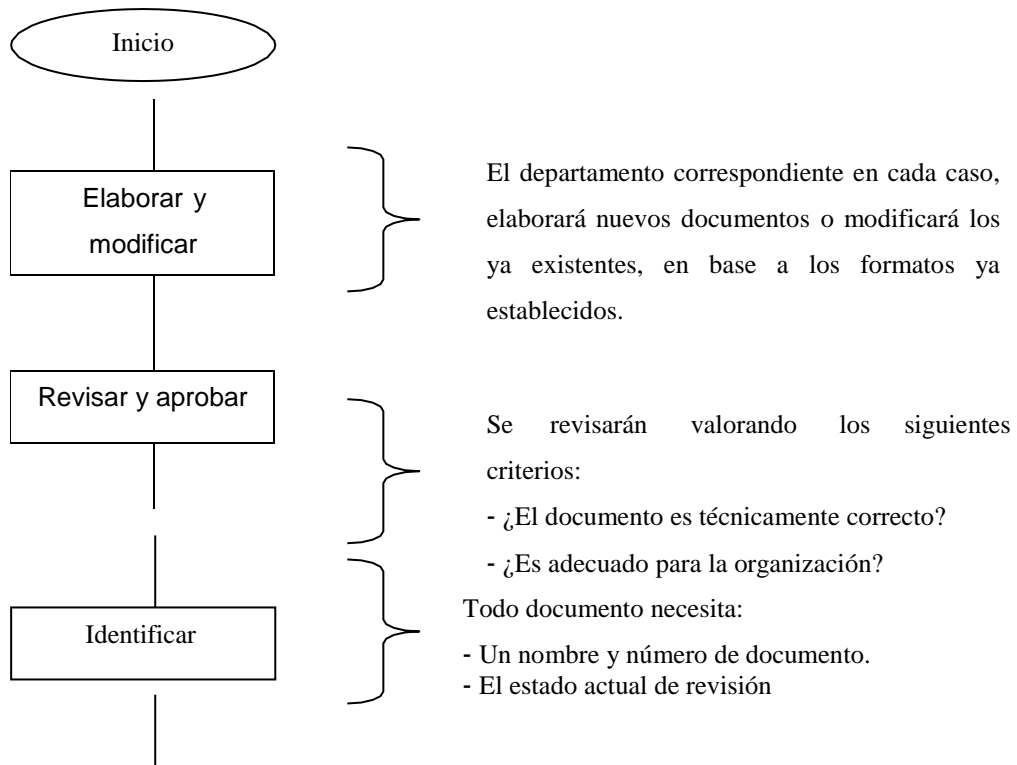 Inicio
Elaborar y
modificar
El departamento correspondiente en cada caso,
elaborará nuevos documentos o modificará los
ya existentes, en base a los formatos ya
establecidos.
Revisar y aprobar
Se revisarán valorando los siguientes
criterios:
- ¿El documento es técnicamente correcto?
- ¿Es adecuado para la organización?
Identificar
Todo documento necesita:
- Un nombre y número de documento.
- El estado actual de revisión